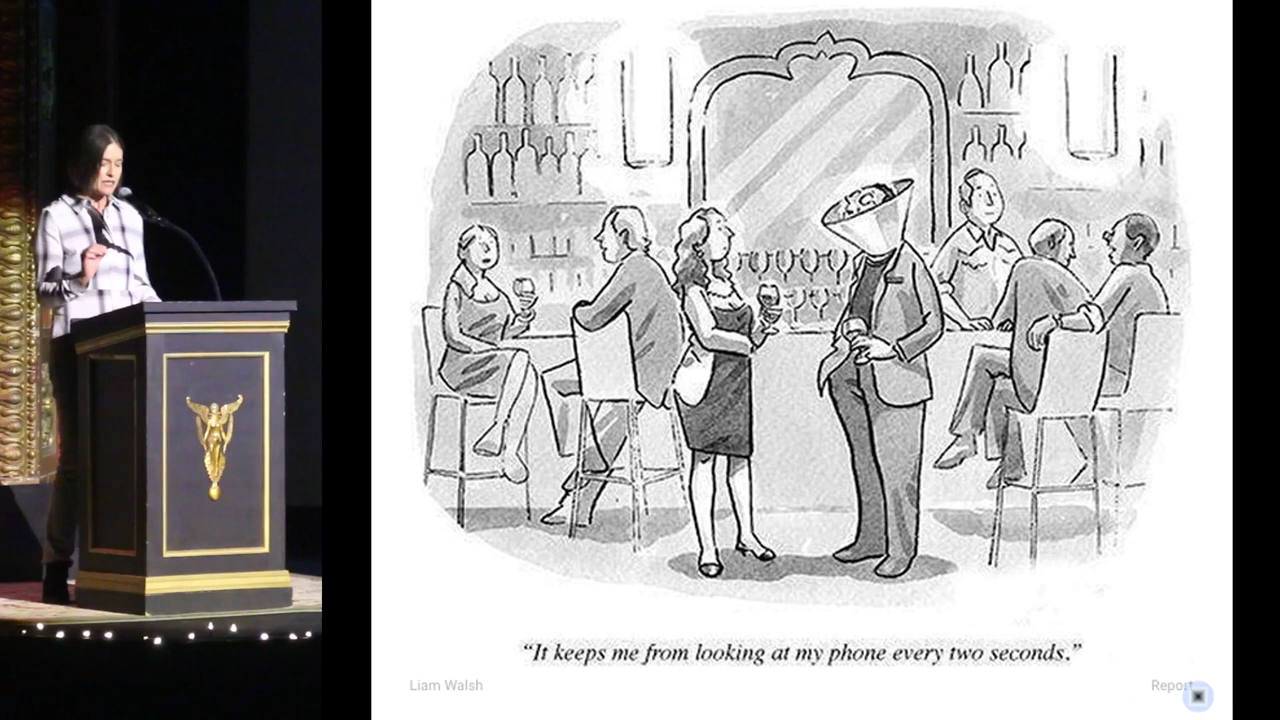 “It keeps me from looking at my phone every two seconds.”
Liam Walsh
Report